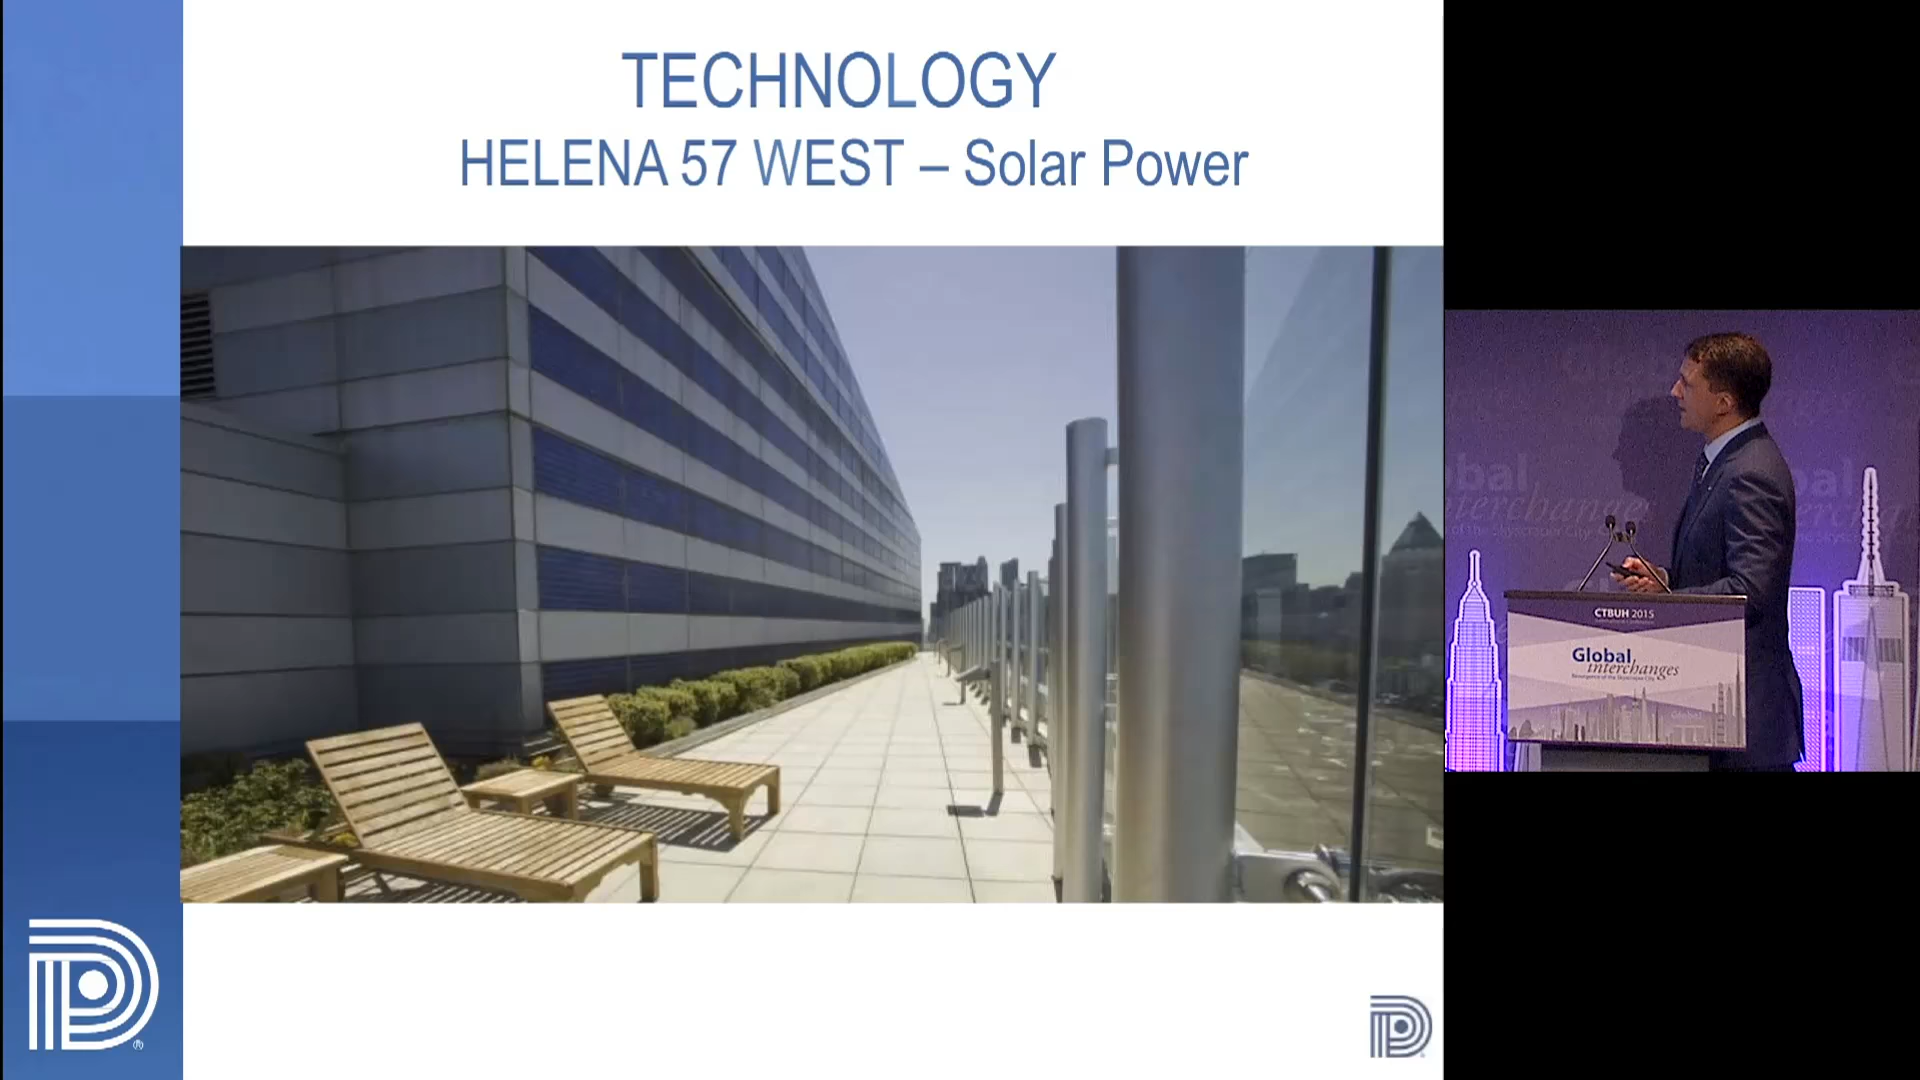 TECHNOLOGY
HELENA 57 WEST – Solar Power
CTBUH 2015
Global
interchanges